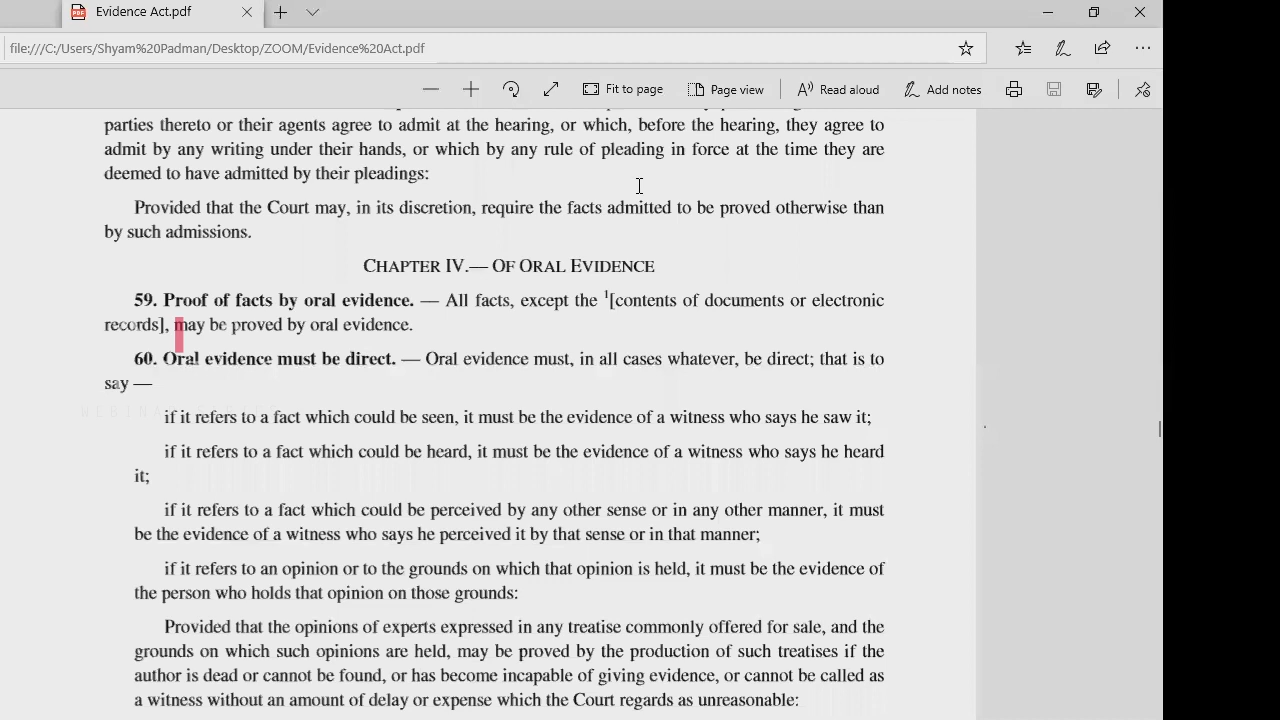 Evidence Act.pdf
file:///C:/Users/Shyam%20Padman/Desktop/ZOOM/Evidence%20Act.pdf
Fit to page
Page view
Read aloud
Add notes
parties thereto or their agents agree to admit at the hearing, or which, before the hearing, they agree to
admit by any writing under their hands, or which by any rule of pleading in force at the time they are
deemed to have admitted by their pleadings:
Provided that the Court may, in its discretion, require the facts admitted to be proved otherwise than
by such admissions.
CHAPTER IV.— OF ORAL EVIDENCE
59. Proof of facts by oral evidence. — All facts, except the 1[contents of documents or electronic
records], may be proved by oral evidence.
60. Oral evidence must be direct. — Oral evidence must, in all cases whatever, be direct; that is to
say —
if it refers to a fact which could be seen, it must be the evidence of a witness who says he saw it;
if it refers to a fact which could be heard, it must be the evidence of a witness who says he heard
it;
if it refers to a fact which could be perceived by any other sense or in any other manner, it must
be the evidence of a witness who says he perceived it by that sense or in that manner;
if it refers to an opinion or to the grounds on which that opinion is held, it must be the evidence of
the person who holds that opinion on those grounds:
Provided that the opinions of experts expressed in any treatise commonly offered for sale, and the
grounds on which such opinions are held, may be proved by the production of such treatises if the
author is dead or cannot be found, or has become incapable of giving evidence, or cannot be called as
a witness without an amount of delay or expense which the Court regards as unreasonable: